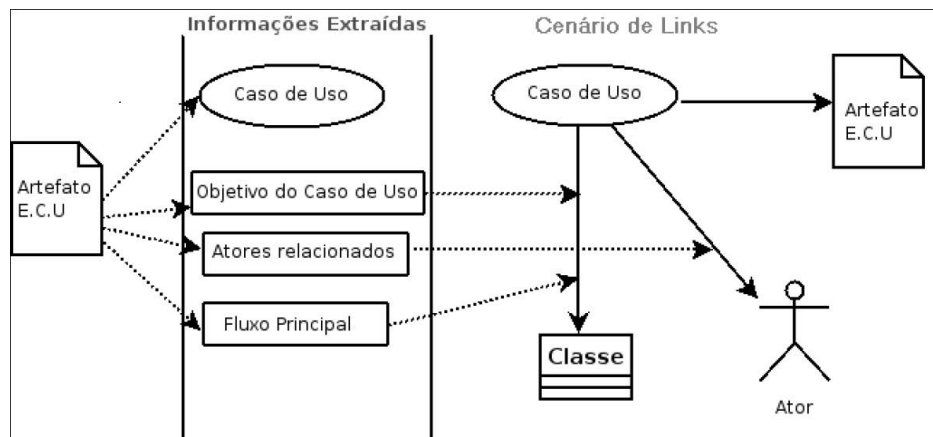 Informações Extraídas
Cenário de Links
Caso de Uso
Caso de Uso
Artefato
E.C.U
Artefato
E.C.U
Objetivo do Caso de Uso
Atores relacionados
Fluxo Principal
Classe
Ator